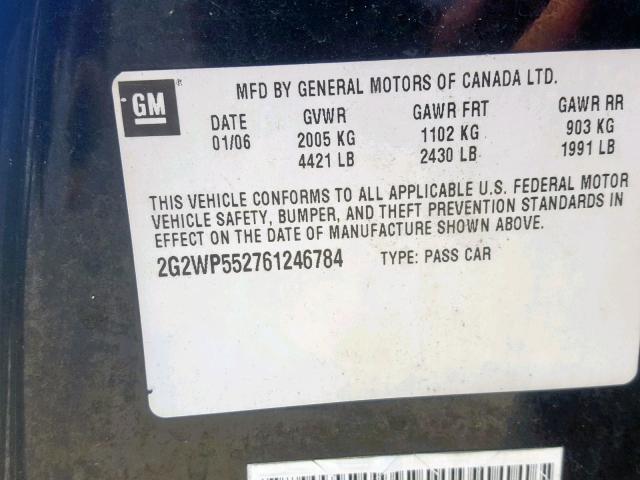 GM®
MFD BY GENERAL MOTORS OF CANADA LTD.
DATE GVWR GAWR FRT GAWR RR
01/06 2005 KG 1102 KG 903 KG
4421 LB 2430 LB 1991 LB
THIS VEHICLE CONFORMS TO ALL APPLICABLE U.S. FEDERAL MOTOR
VEHICLE SAFETY, BUMPER, AND THEFT PREVENTION STANDARDS IN
EFFECT ON THE DATE OF MANUFACTURE SHOWN ABOVE.
2G2WP552761246784 TYPE: PASS CAR